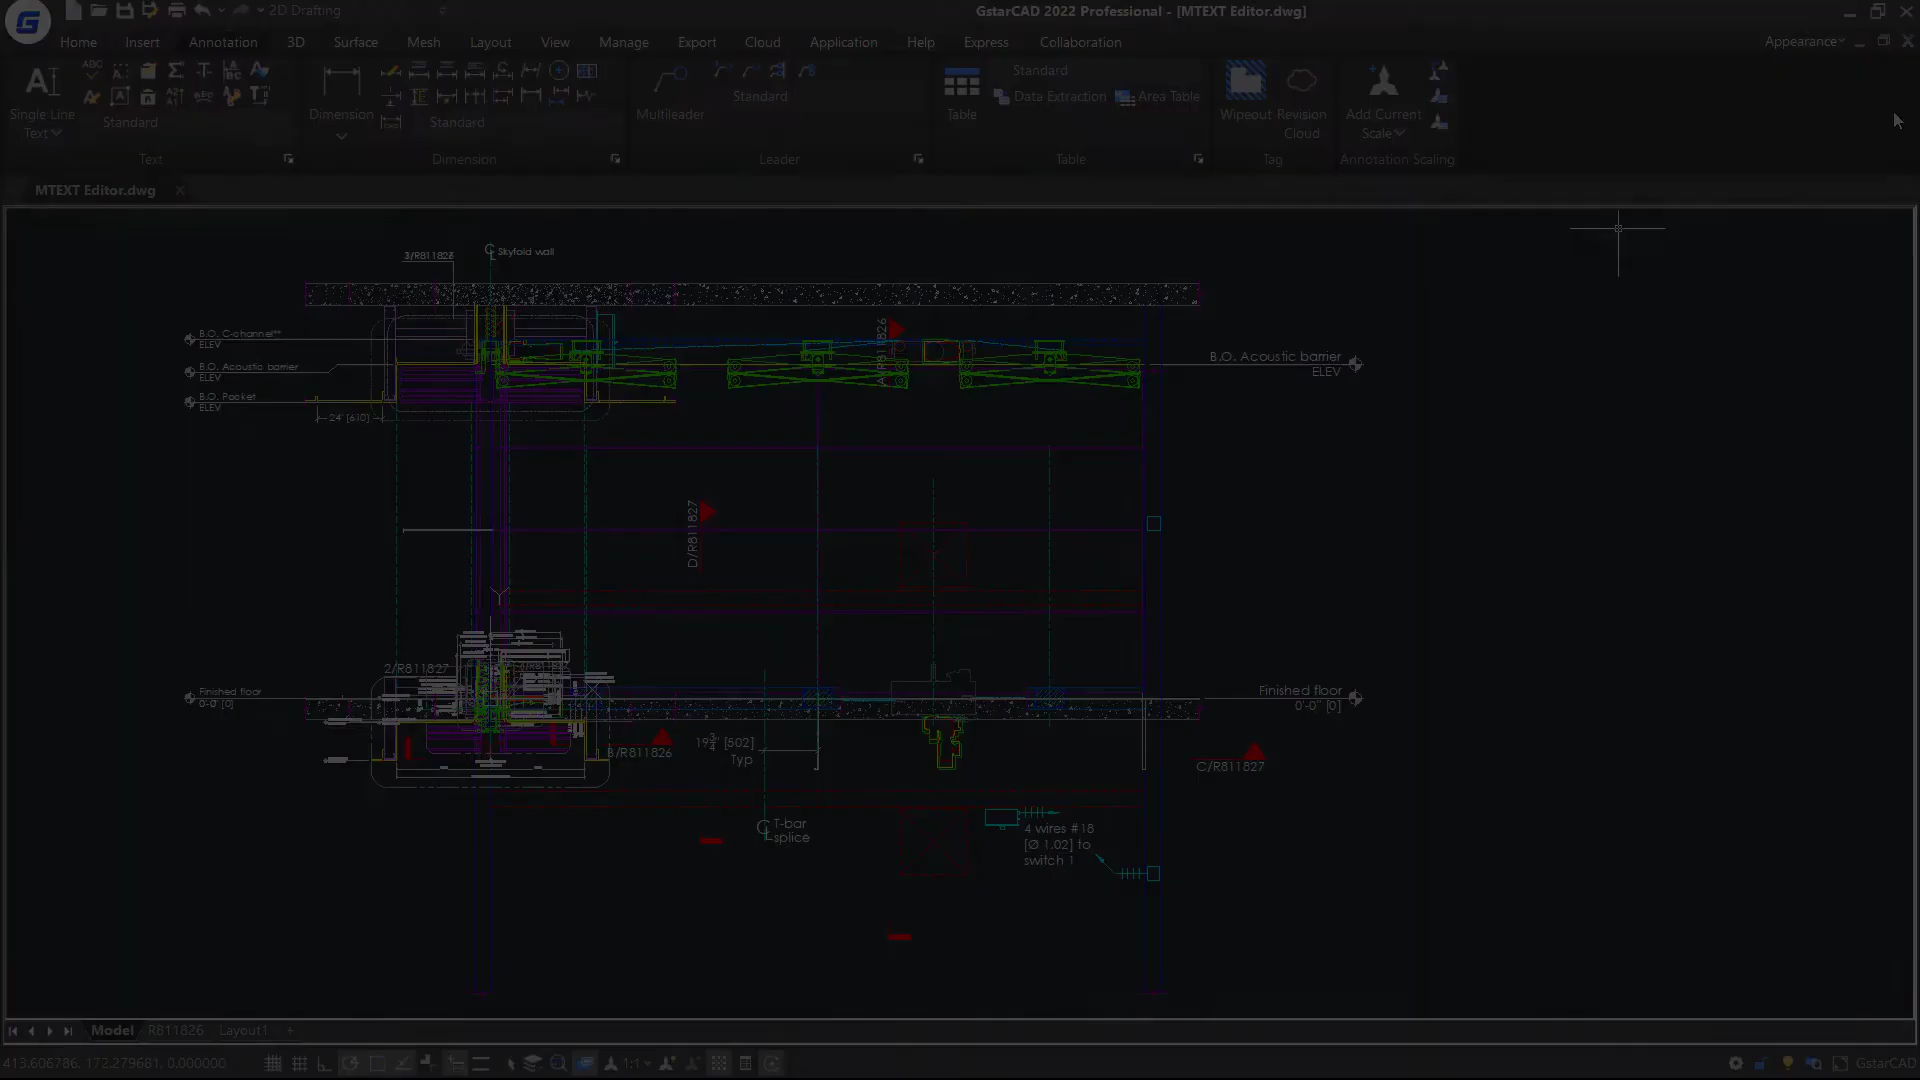 2D Drafting
GstarCAD 2022 Professional - [MTEXT Editor.dwg]
Home Insert Annotation 3D Surface Mesh Layout View Manage Export Cloud Application Help Express Collaboration
Appearance
Single Line
Text
Standard
Text
Dimension
Standard
Dimension
Multileader
Standard
Leader
Table
Standard
Data Extraction
Area Table
Table
Wipeout
Revision
Cloud
Tag
Add Current
Scale
Annotation Scaling
MTEXT Editor.dwg
Skyfold wall
B.O. C-channel**
ELEV
B.O. Acoustic barrier
ELEV
B.O. Pocket
ELEV
24" [610]
A/R811826
B.O. Acoustic barrier
ELEV
D/R811827
2/R811827
Finished floor
0'-0" [0]
Finished floor
0'-0" [0]
B/R811826
19 3/4" [502]
Typ
C/R811827
T-bar
splice
4 wires #18
[Ø 1.02] to
switch 1
Model R811826 Layout1 +
413.606786, 172.279681, 0.000000
1:1
GstarCAD